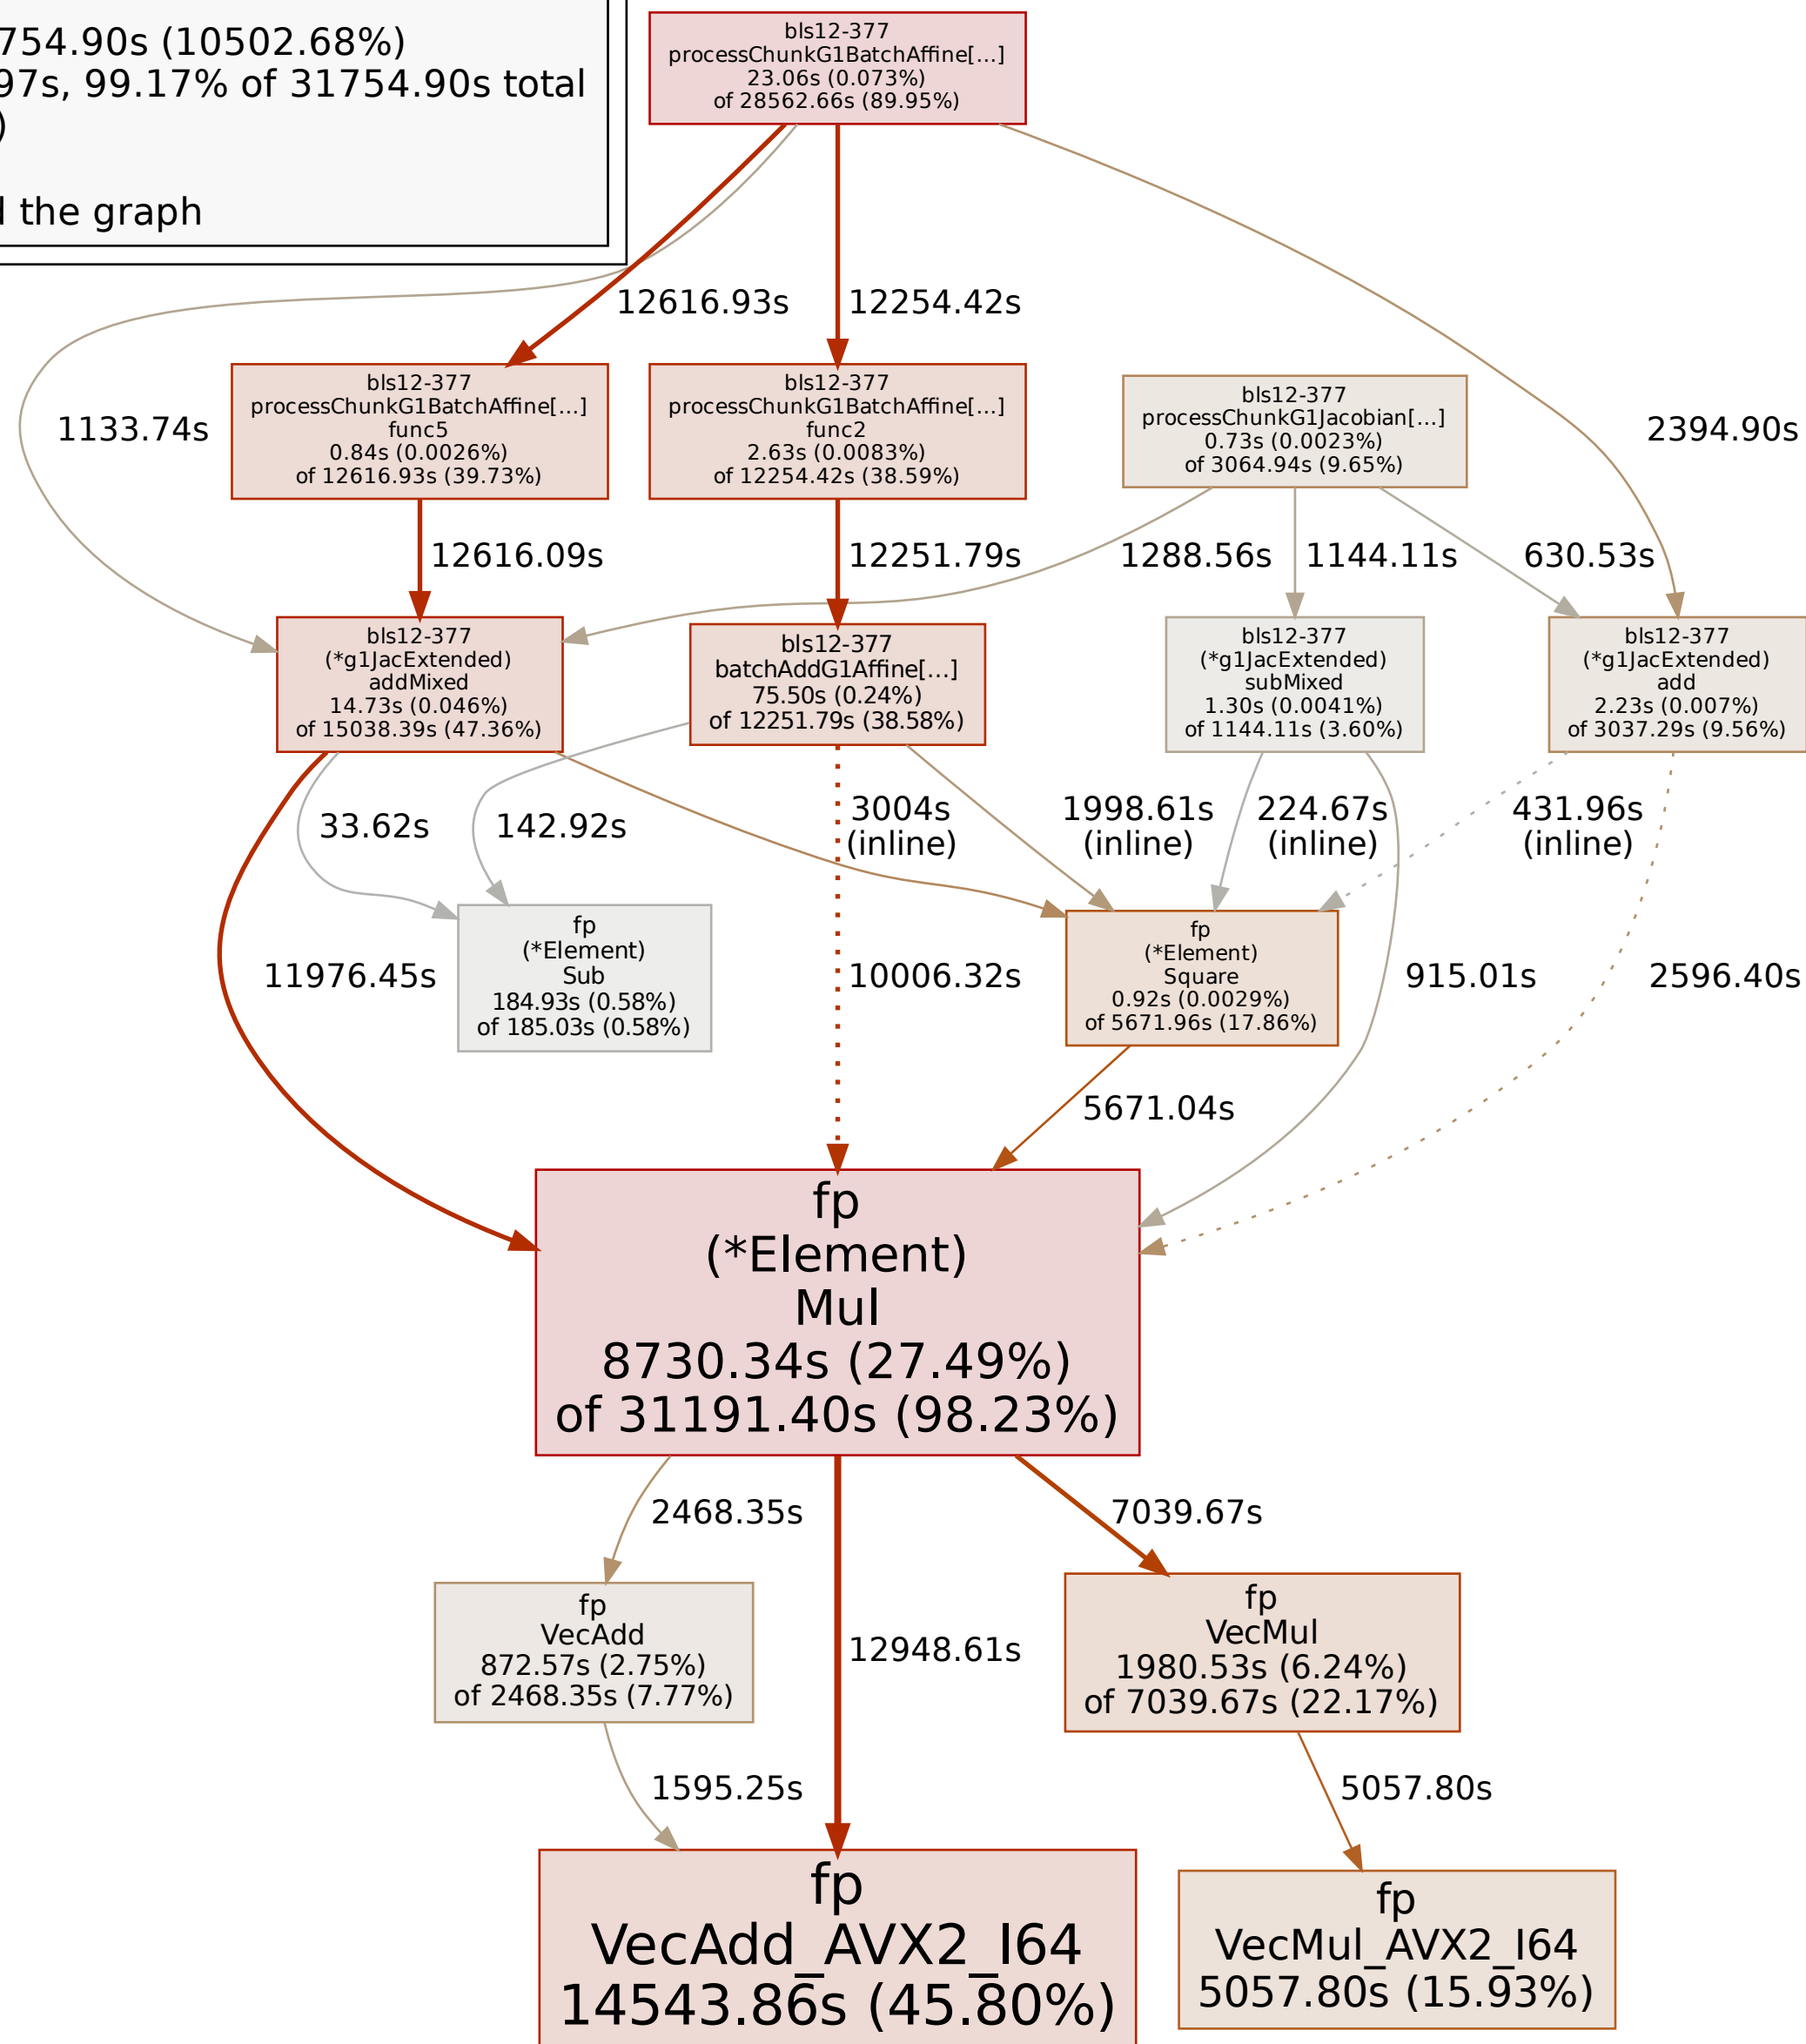 754.90s (10502.68%)
97s, 99.17% of 31754.90s total
)
the graph
bls12-377
processChunkG1BatchAffine[...]
23.06s (0.073%)
of 28562.66s (89.95%)
12616.93s
12254.42s
1133.74s
2394.90s
bls12-377
processChunkG1BatchAffine[...]
func5
0.84s (0.0026%)
of 12616.93s (39.73%)
bls12-377
processChunkG1BatchAffine[...]
func2
2.63s (0.0083%)
of 12254.42s (38.59%)
bls12-377
processChunkG1Jacobian[...]
0.73s (0.0023%)
of 3064.94s (9.65%)
12616.09s
12251.79s
1288.56s
1144.11s
630.53s
bls12-377
(*g1JacExtended)
addMixed
14.73s (0.046%)
of 15038.39s (47.36%)
bls12-377
batchAddG1Affine[...]
75.50s (0.24%)
of 12251.79s (38.58%)
bls12-377
(*g1JacExtended)
subMixed
1.30s (0.0041%)
of 1144.11s (3.60%)
bls12-377
(*g1JacExtended)
add
2.23s (0.007%)
of 3037.29s (9.56%)
33.62s
142.92s
3004s
(inline)
1998.61s
(inline)
224.67s
(inline)
431.96s
(inline)
11976.45s
fp
(*Element)
Sub
184.93s (0.58%)
of 185.03s (0.58%)
10006.32s
fp
(*Element)
Square
0.92s (0.0029%)
of 5671.96s (17.86%)
915.01s
2596.40s
5671.04s
fp
(*Element)
Mul
8730.34s (27.49%)
of 31191.40s (98.23%)
2468.35s
7039.67s
fp
VecAdd
872.57s (2.75%)
of 2468.35s (7.77%)
12948.61s
fp
VecMul
1980.53s (6.24%)
of 7039.67s (22.17%)
1595.25s
5057.80s
fp
VecAdd_AVX2_I64
14543.86s (45.80%)
fp
VecMul_AVX2_I64
5057.80s (15.93%)